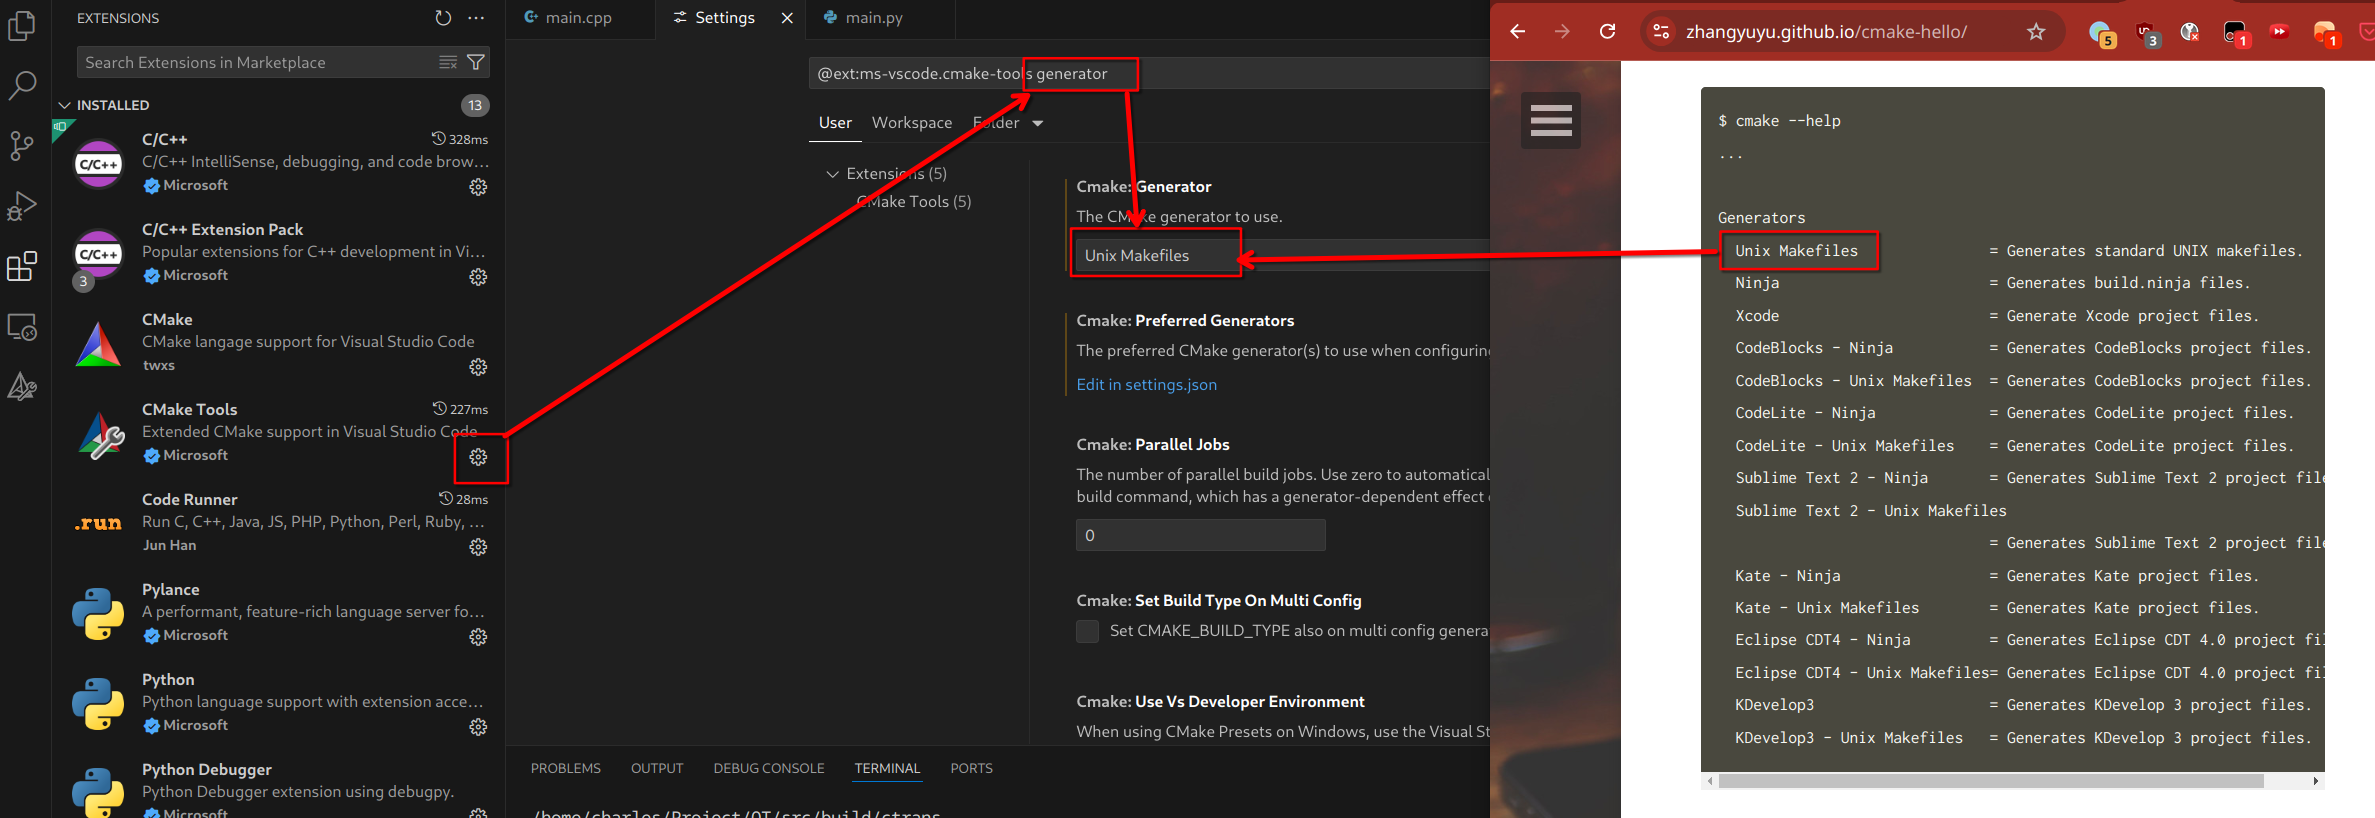 EXTENSIONS
Search Extensions in Marketplace
INSTALLED
13
C/C++
328ms
C/C++ IntelliSense, debugging, and code brow...
Microsoft
C/C++
C/C++ Extension Pack
Popular extensions for C++ development in Vi...
Microsoft
C/C++
3
CMake
CMake langage support for Visual Studio Code
twxs
CMake Tools
227ms
Extended CMake support in Visual Studio Code
Microsoft
Code Runner
28ms
Run C, C++, Java, JS, PHP, Python, Perl, Ruby, ...
Jun Han
.run
Pylance
A performant, feature-rich language server fo...
Microsoft
Python
Python language support with extension acce...
Microsoft
Python Debugger
Python Debugger extension using debugpy.
Microsoft
main.cpp
Settings
main.py
@ext:ms-vscode.cmake-tools generator
User
Workspace
Folder
Extensions (5)
CMake Tools (5)
Cmake: Generator
The CMake generator to use.
Unix Makefiles
Cmake: Preferred Generators
The preferred CMake generator(s) to use when configurin
Edit in settings.json
Cmake: Parallel Jobs
The number of parallel build jobs. Use zero to automatical
build command, which has a generator-dependent effect
0
Cmake: Set Build Type On Multi Config
Set CMAKE_BUILD_TYPE also on multi config genera
Cmake: Use Vs Developer Environment
When using CMake Presets on Windows, use the Visual St
PROBLEMS
OUTPUT
DEBUG CONSOLE
TERMINAL
PORTS
/home/charles/Project/QT/src/build/ctrans
zhangyuyu.github.io/cmake-hello/
5
3
1
1
$ cmake --help
...
Generators
Unix Makefiles = Generates standard UNIX makefiles.
Ninja = Generates build.ninja files.
Xcode = Generate Xcode project files.
CodeBlocks - Ninja = Generates CodeBlocks project files.
CodeBlocks - Unix Makefiles = Generates CodeBlocks project files.
CodeLite - Ninja = Generates CodeLite project files.
CodeLite - Unix Makefiles = Generates CodeLite project files.
Sublime Text 2 - Ninja = Generates Sublime Text 2 project file
Sublime Text 2 - Unix Makefiles
= Generates Sublime Text 2 project file
Kate - Ninja = Generates Kate project files.
Kate - Unix Makefiles = Generates Kate project files.
Eclipse CDT4 - Ninja = Generates Eclipse CDT 4.0 project fil
Eclipse CDT4 - Unix Makefiles= Generates Eclipse CDT 4.0 project fil
KDevelop3 = Generates KDevelop 3 project files.
KDevelop3 - Unix Makefiles = Generates KDevelop 3 project files.